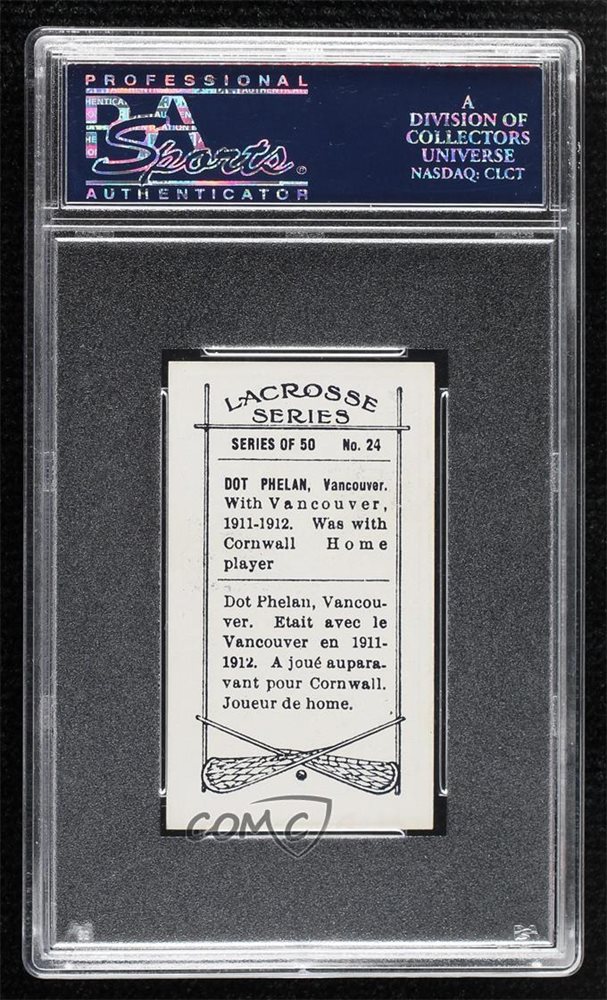 PROFESSIONAL
PSA
Sports®
AUTHENTICATOR
A
DIVISION OF
COLLECTORS
UNIVERSE
NASDAQ: CLCT
LACROSSE
SERIES
SERIES OF 50 No. 24
DOT PHELAN, Vancouver.
With Vancouver,
1911-1912. Was with
Cornwall Home
player
Dot Phelan, Vancou-
ver. Etait avec le
Vancouver en 1911-
1912. A joué aupara-
vant pour Cornwall.
Joueur de home.
COMC